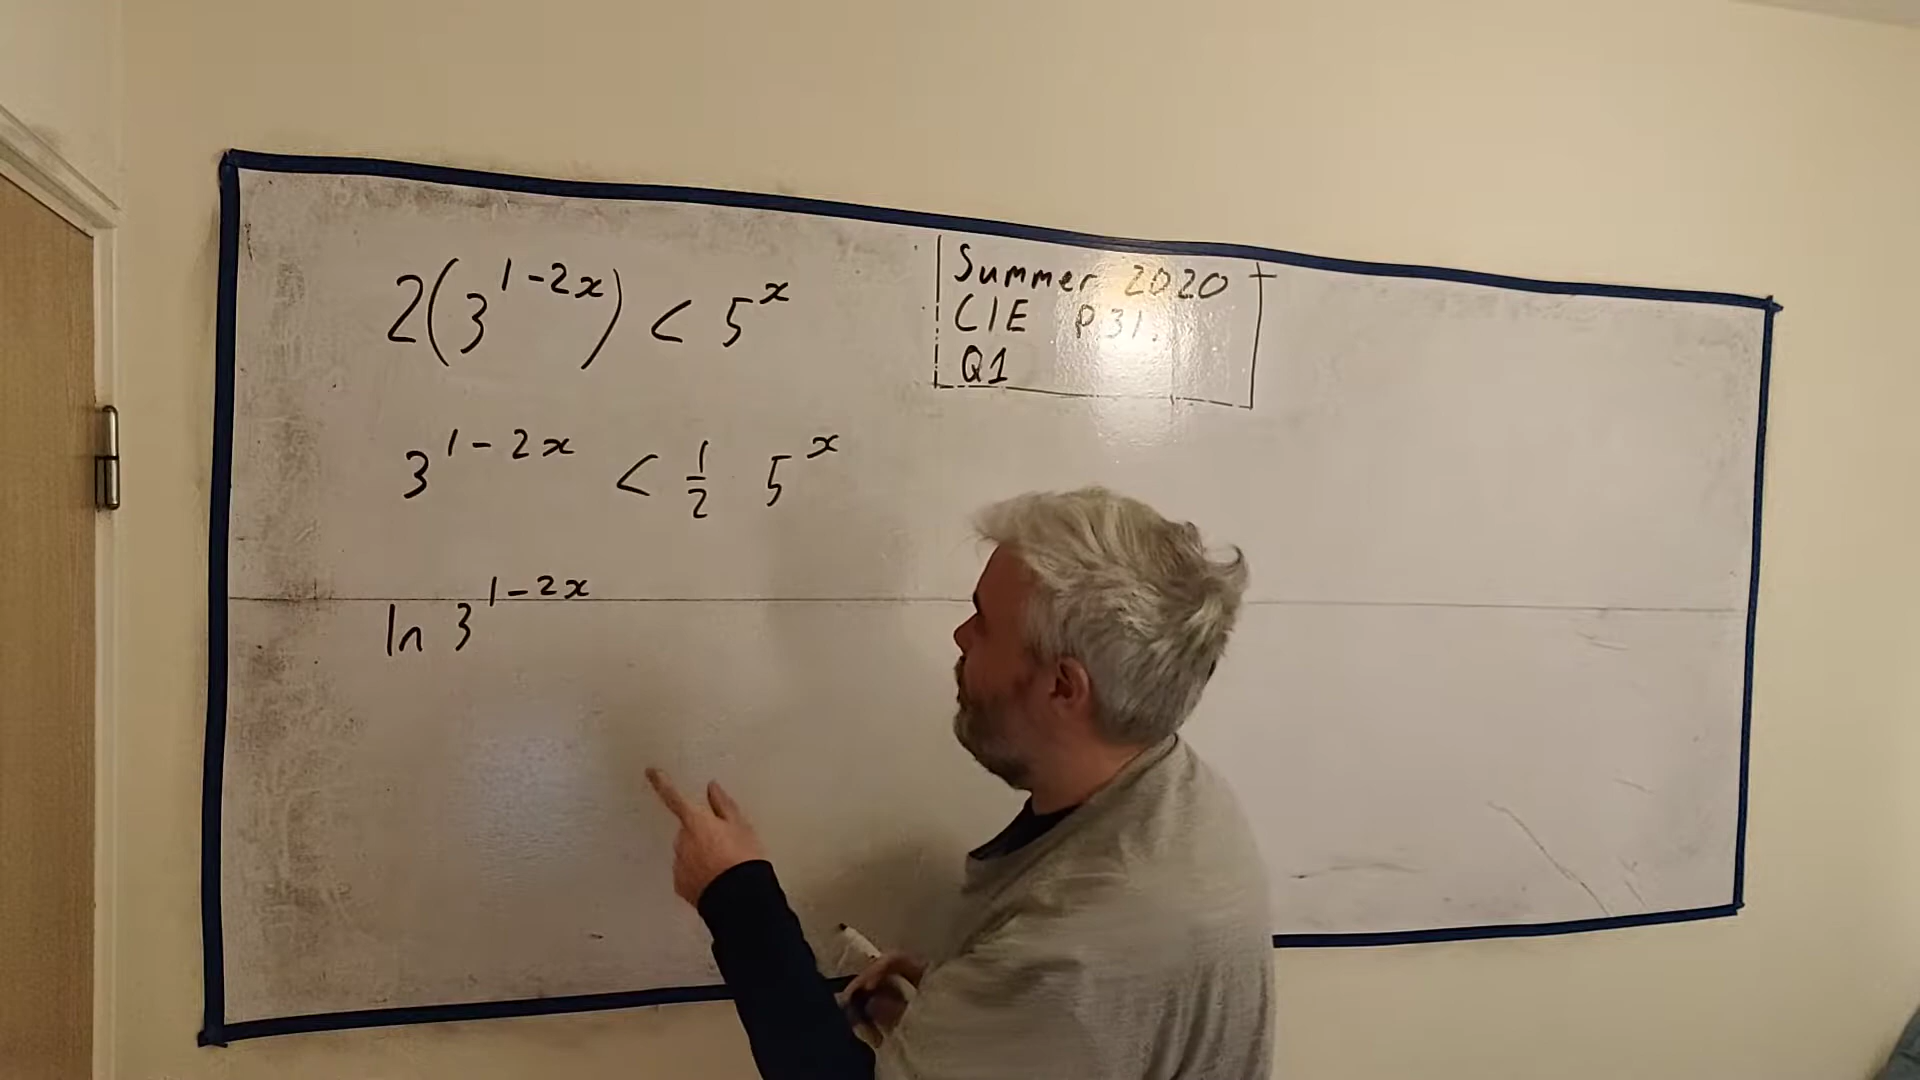 2(3^{1-2x}) < 5^x
Summer 2020
CIE P31.
Q1
3^{1-2x} < \frac{1}{2} 5^x
ln 3^{1-2x}